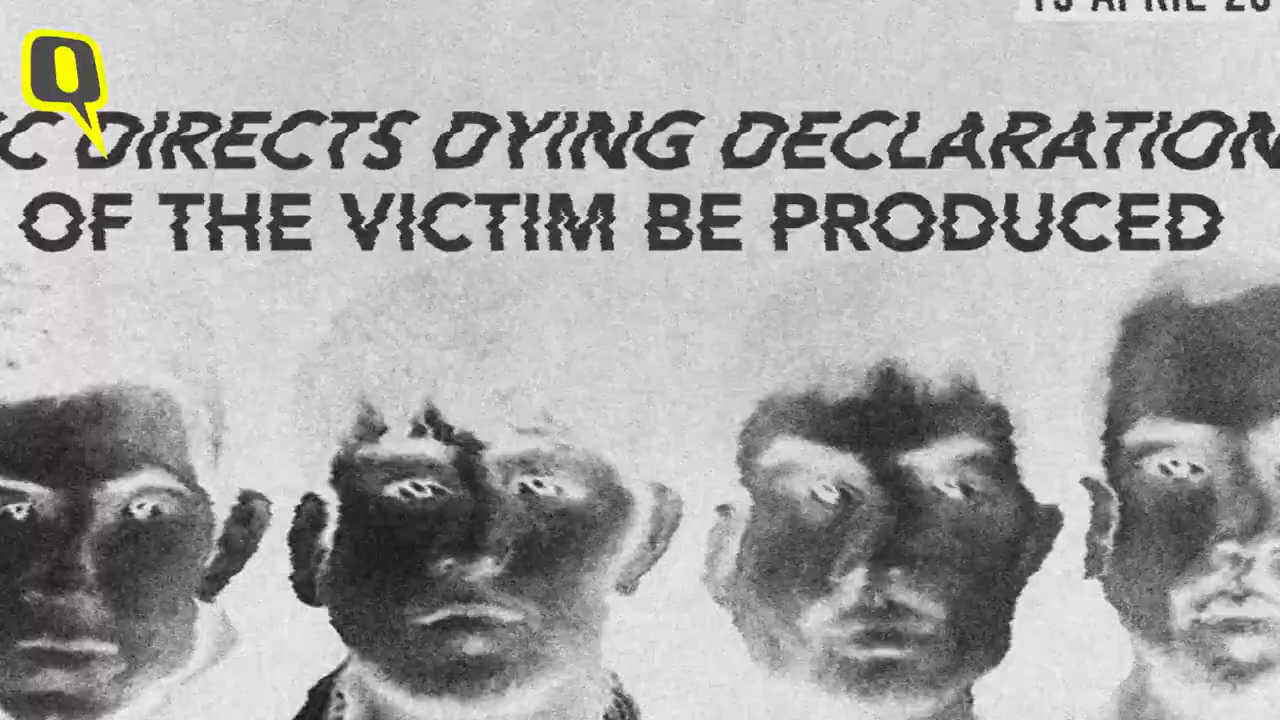 DIRECTS DYING DECLARATION
OF THE VICTIM BE PRODUCED